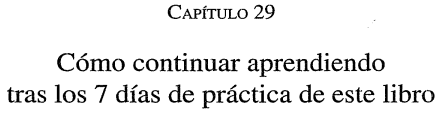 CAPÍTULO 29
Cómo continuar aprendiendo
tras los 7 días de práctica de este libro